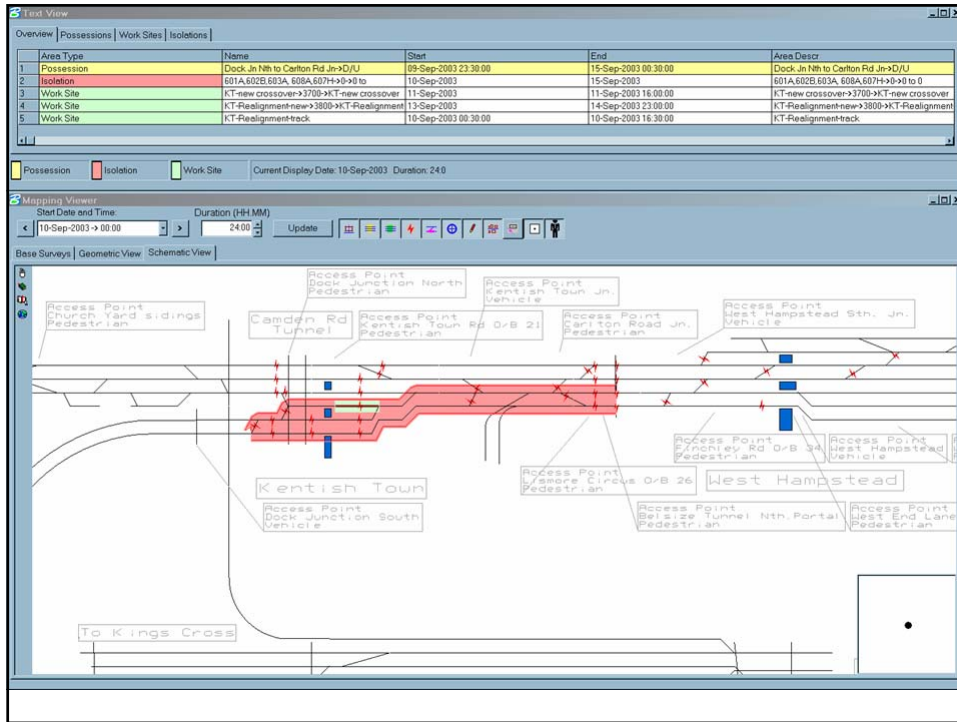 Text View
Overview Possessions Work Sites Isolations
Area Type Name Start End Area Descr
1 Possession Dock Jn Nth to Carlton Rd Jn->D/U 09-Sep-2003 23:30:00 15-Sep-2003 00:30:00 Dock Jn Nth to Carlton Rd Jn->D/U
2 Isolation 601A,602B,603A, 608A,607H->0->0 to 10-Sep-2003 15-Sep-2003 601A,602B,603A, 608A,607H->0->0 to 0
3 Work Site KT-new crossover->3700->KT-new crossover 11-Sep-2003 11-Sep-2003 16:00:00 KT-new crossover->3700->KT-new crossover
4 Work Site KT-Realignment-new->3800->KT-Realignment 13-Sep-2003 14-Sep-2003 23:00:00 KT-Realignment-new->3800->KT-Realignment
5 Work Site KT-Realignment-track 10-Sep-2003 00:30:00 10-Sep-2003 16:30:00 KT-Realignment-track
Possession Isolation Work Site Current Display Date: 10-Sep-2003 Duration: 24:0
Mapping Viewer
Start Date and Time: Duration (HH.MM)
< 10-Sep-2003 -> 00:00 > 24:00 Update
Base Surveys Geometric View Schematic View
Access Point
Church Yard sidings
Pedestrian
Access Point
Dock Junction North
Pedestrian
Camden Rd
Tunnel
Access Point
Kentish Town Rd O/B 21
Pedestrian
Access Point
Kentish Town Jn.
Vehicle
Access Point
Carlton Road Jn.
Pedestrian
Access Point
West Hampstead Sth. Jn.
Vehicle
Kentish Town
Access Point
Dock Junction South
Vehicle
Access Point
Lismore Circus O/B 26
Pedestrian
Access Point
Finchley Rd O/B 34
Pedestrian
Access Point
West Hampstead
Vehicle
West Hampstead
Access Point
Belsize Tunnel Nth.Portal
Pedestrian
Access Point
West End Lane
Pedestrian
To Kings Cross